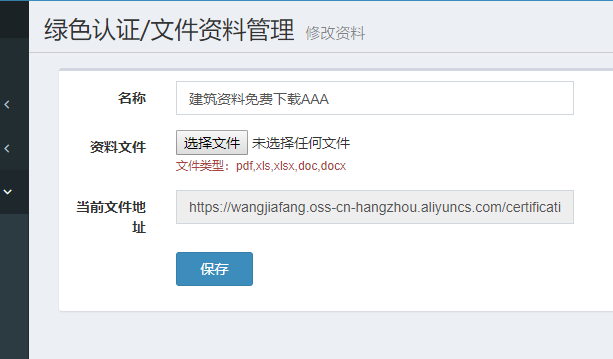 绿色认证/文件资料管理 修改资料
名称 建筑资料免费下载AAA
资料文件 选择文件 未选择任何文件
文件类型：pdf,xls,xlsx,doc,docx
当前文件地址 https://wangjiafang.oss-cn-hangzhou.aliyuncs.com/certificati
保存